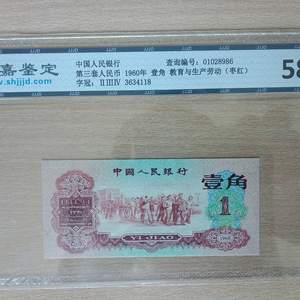 嘉鉴定
www.shjjjd.com
中国人民银行 查询编号:01028986
第三套人民币 1960年 壹角 教育与生产劳动(枣红)
字冠: II III IV 3634118
58
中国人民银行
壹角
1
YI JIAO
1960